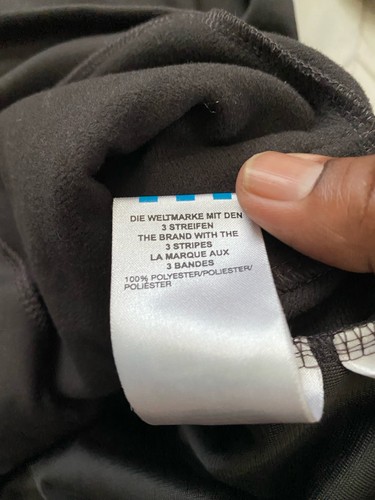 DIE WELTMARKE MIT DEN
3 STREIFEN
THE BRAND WITH THE
3 STRIPES
LA MARQUE AUX
3 BANDES
100% POLYESTER/POLIESTER/
POLIÉSTER